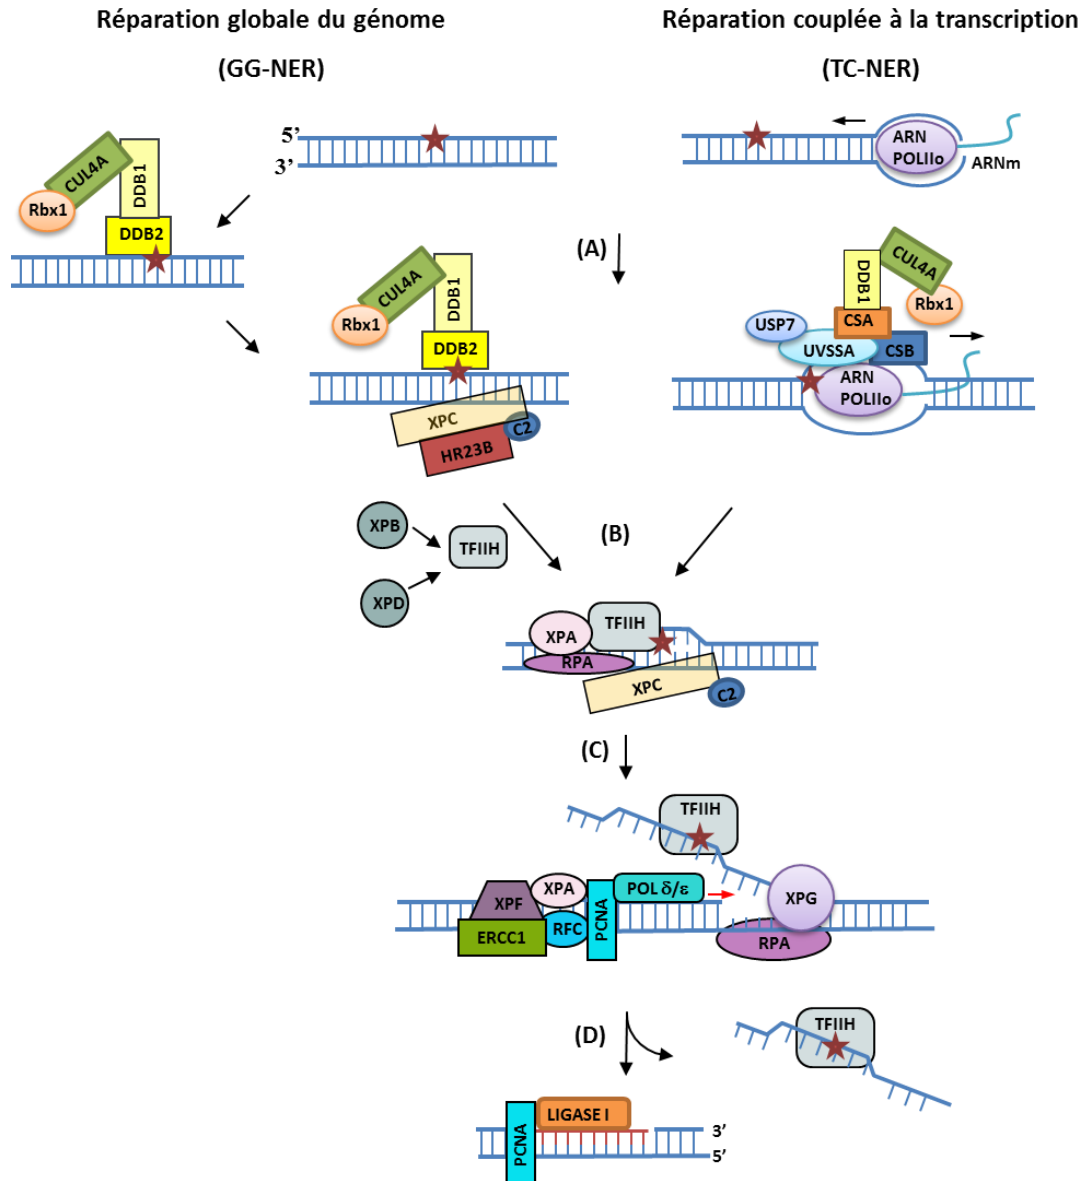 Réparation globale du génome
(GG-NER)
Réparation couplée à la transcription
(TC-NER)
5’
3’
CUL4A
Rbx1
DDB1
DDB2
ARN
POLIIo
ARNm
(A)
CUL4A
Rbx1
DDB1
DDB2
XPC
C2
HR23B
DDB1
CUL4A
Rbx1
USP7
CSA
UVSSA
CSB
ARN
POLIIo
XPB
TFIIH
XPD
(B)
XPA
TFIIH
RPA
XPC
C2
(C)
TFIIH
XPF
XPA
POL δ/ε
XPG
ERCC1
RFC
PCNA
RPA
(D)
TFIIH
LIGASE I
PCNA
3’
5’